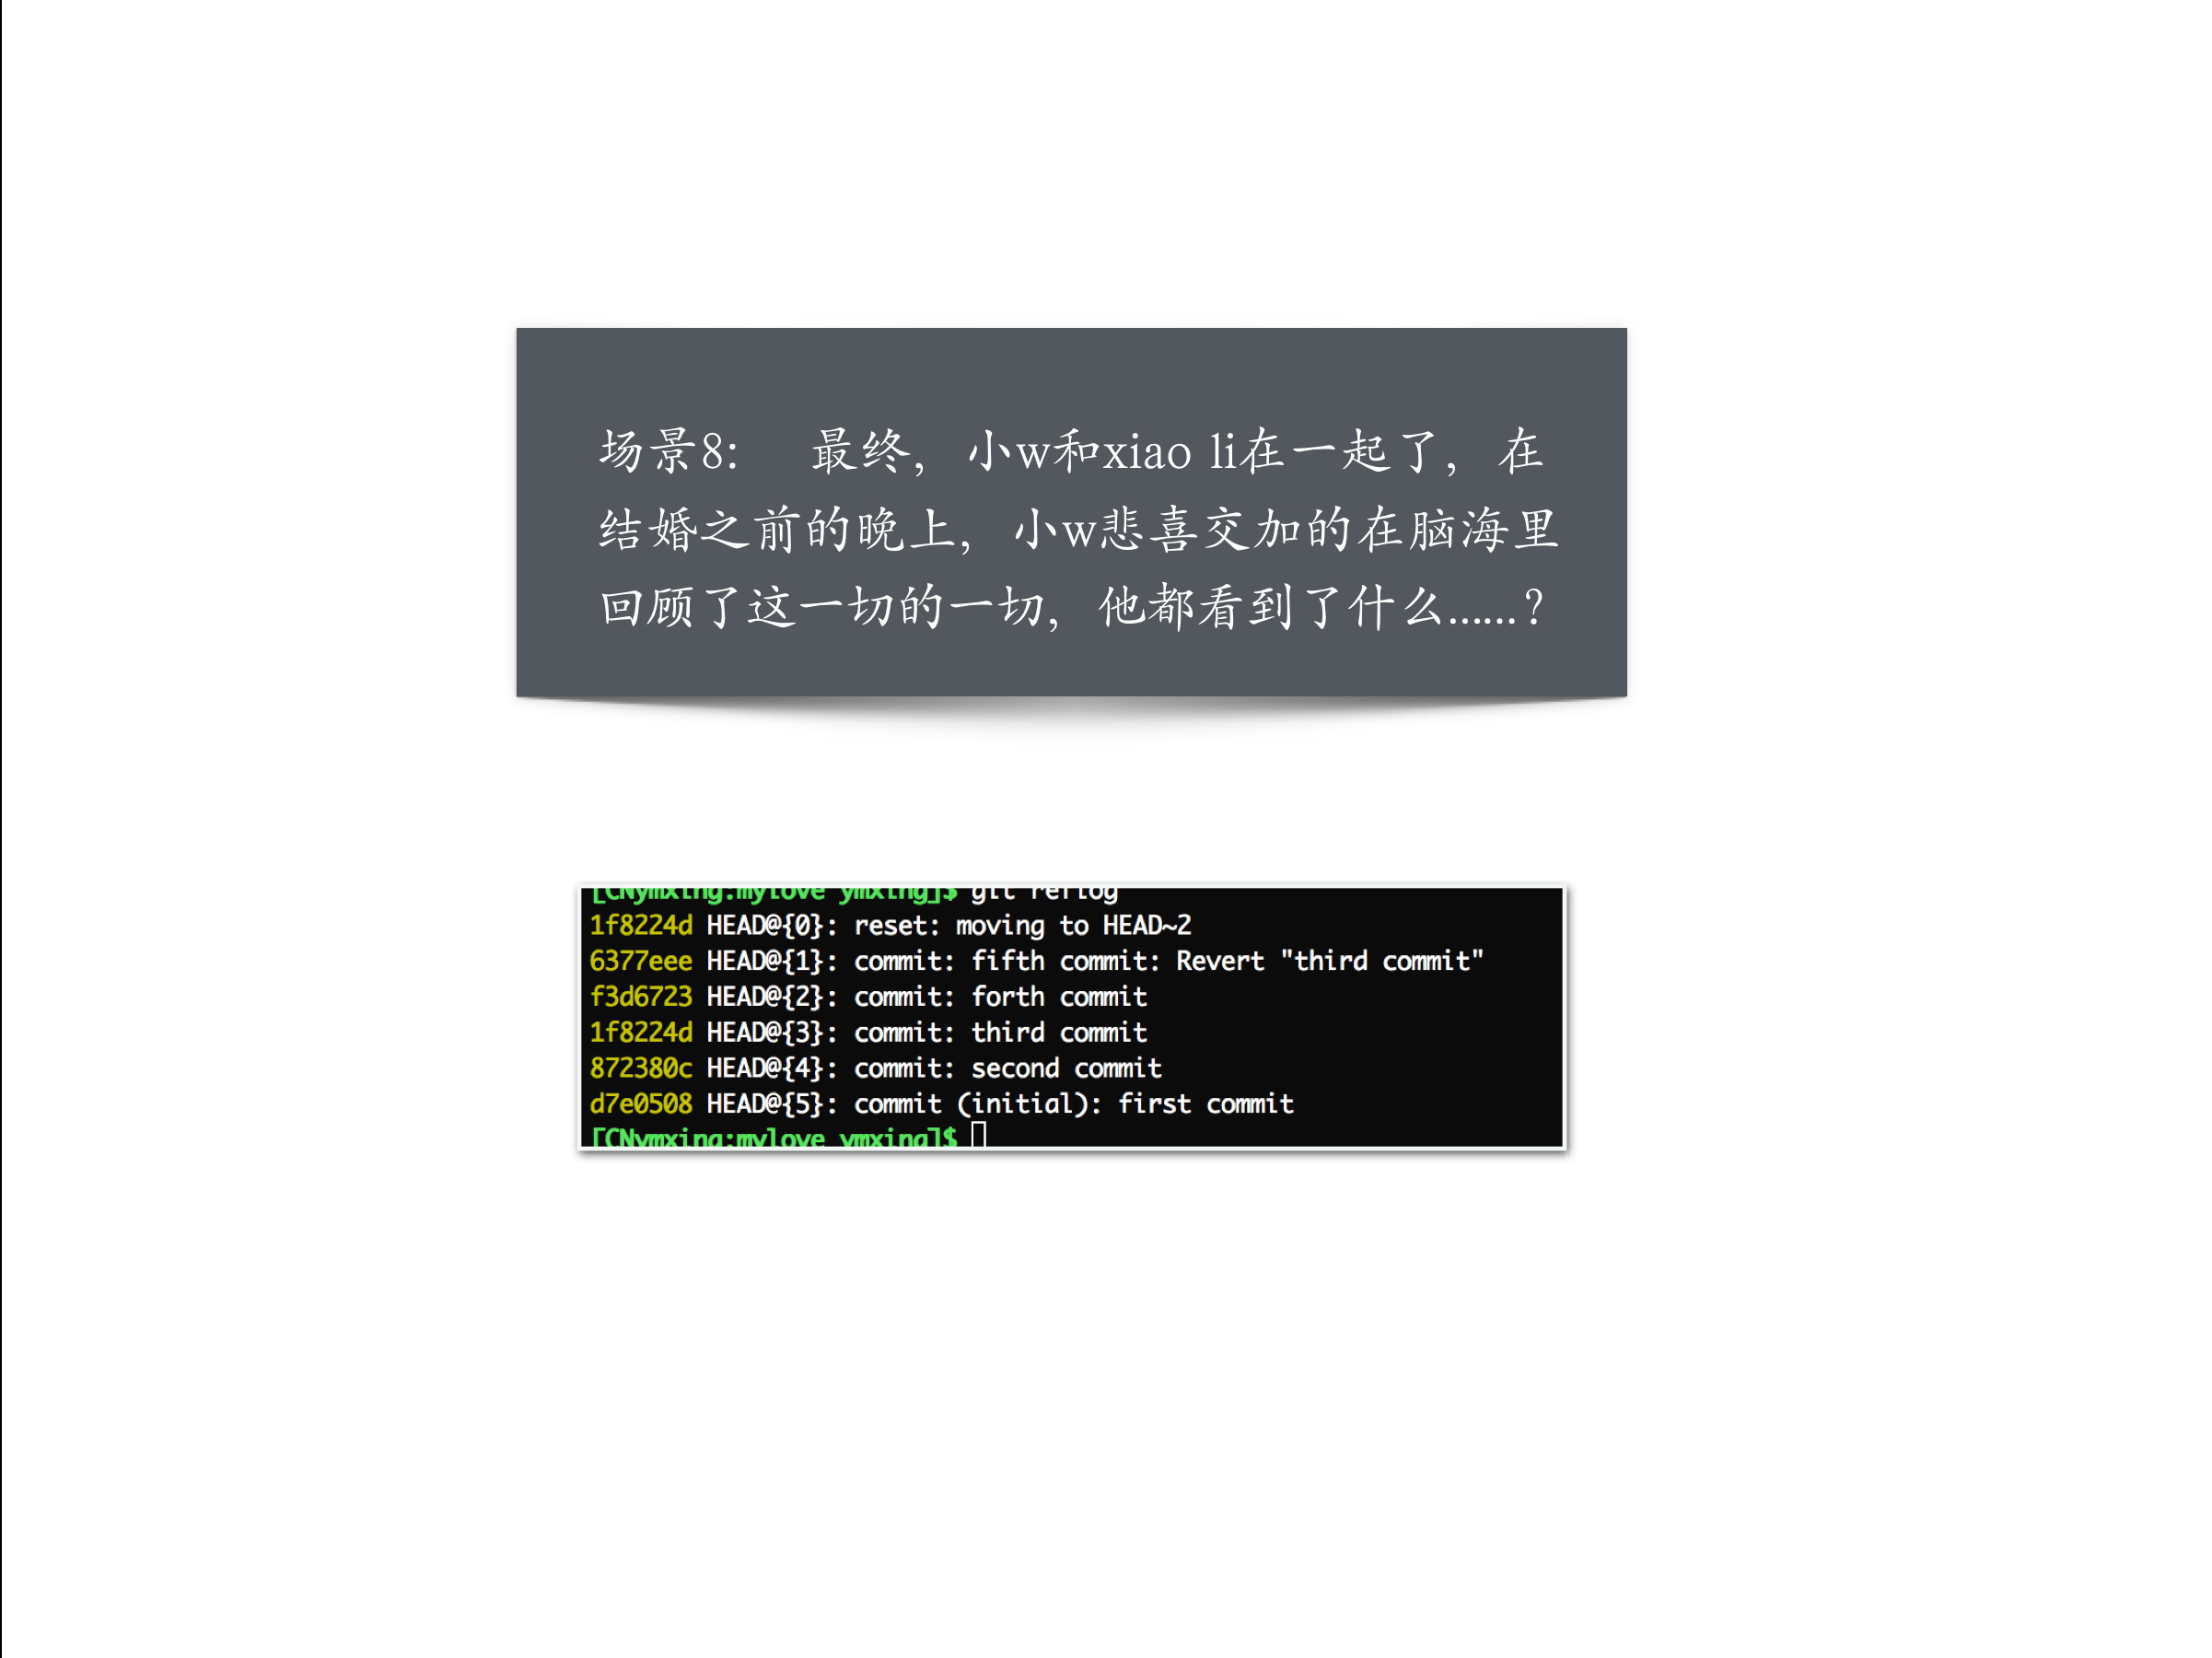 场景8:　最终，小w和xiao li在一起了，在
结婚之前的晚上，小w悲喜交加的在脑海里
回顾了这一切的一切，他都看到了什么......？
[CNymxing:mylove ymxing]$ git reflog
1f8224d HEAD@{0}: reset: moving to HEAD~2
6377eee HEAD@{1}: commit: fifth commit: Revert "third commit"
f3d6723 HEAD@{2}: commit: forth commit
1f8224d HEAD@{3}: commit: third commit
872380c HEAD@{4}: commit: second commit
d7e0508 HEAD@{5}: commit (initial): first commit
[CNymxing:mylove ymxing]$